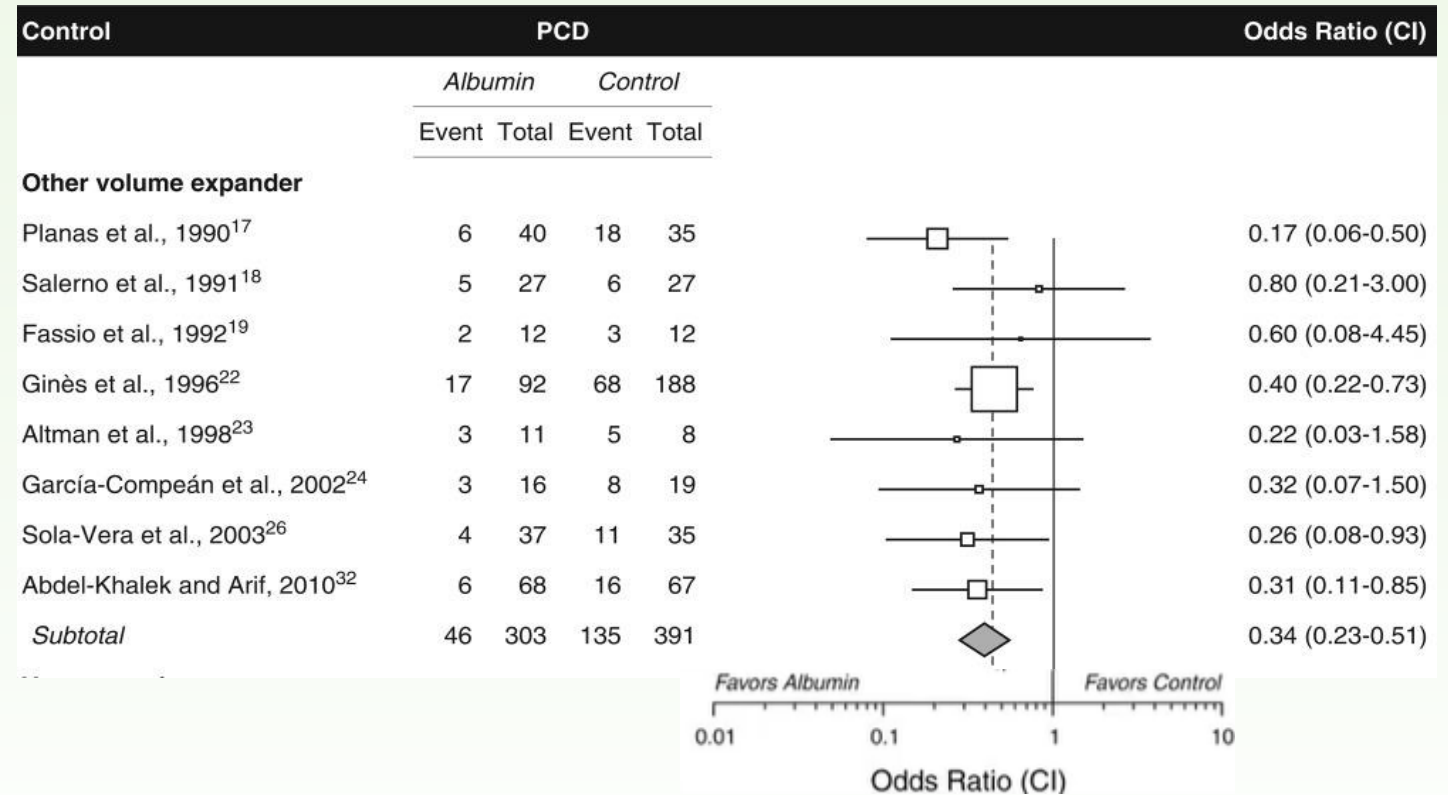 Control PCD Odds Ratio (CI)
Albumin Control
Event Total Event Total
Other volume expander
Planas et al., 1990¹⁷ 6 40 18 35 0.17 (0.06-0.50)
Salerno et al., 1991¹⁸ 5 27 6 27 0.80 (0.21-3.00)
Fassio et al., 1992¹⁹ 2 12 3 12 0.60 (0.08-4.45)
Ginès et al., 1996²² 17 92 68 188 0.40 (0.22-0.73)
Altman et al., 1998²³ 3 11 5 8 0.22 (0.03-1.58)
García-Compeán et al., 2002²⁴ 3 16 8 19 0.32 (0.07-1.50)
Sola-Vera et al., 2003²⁶ 4 37 11 35 0.26 (0.08-0.93)
Abdel-Khalek and Arif, 2010³² 6 68 16 67 0.31 (0.11-0.85)
Subtotal 46 303 135 391 0.34 (0.23-0.51)
Favors Albumin Favors Control
0.01 0.1 1 10
Odds Ratio (CI)